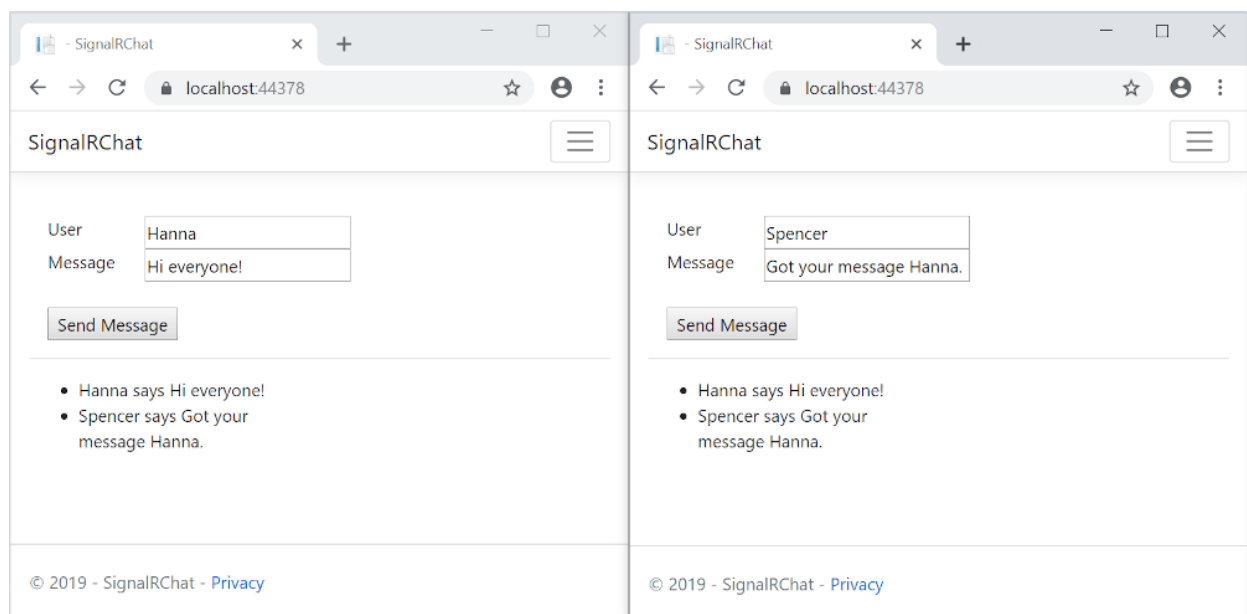 - SignalRChat
localhost:44378
SignalRChat
User
Hanna
Message
Hi everyone!
Send Message
Hanna says Hi everyone!
Spencer says Got your
message Hanna.
© 2019 - SignalRChat - Privacy
- SignalRChat
localhost:44378
SignalRChat
User
Spencer
Message
Got your message Hanna.
Send Message
Hanna says Hi everyone!
Spencer says Got your
message Hanna.
© 2019 - SignalRChat - Privacy